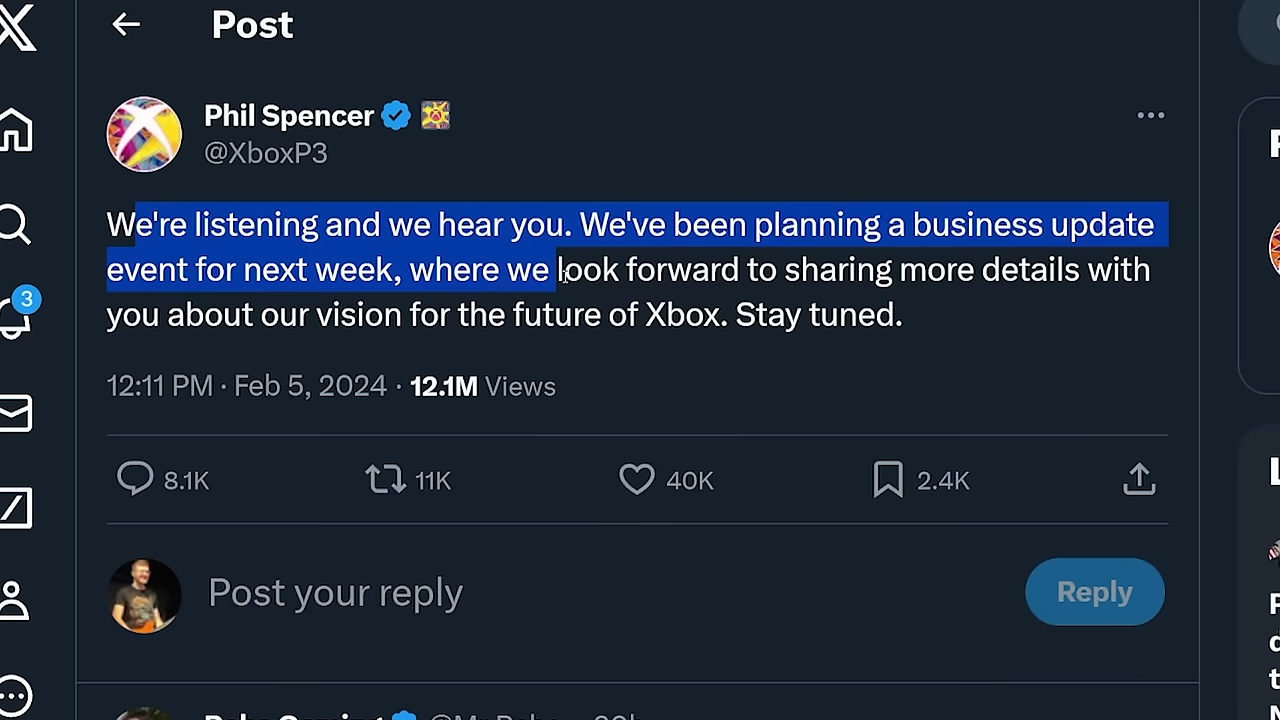 Post
Phil Spencer
@XboxP3
We're listening and we hear you. We've been planning a business update
event for next week, where we look forward to sharing more details with
you about our vision for the future of Xbox. Stay tuned.
12:11 PM · Feb 5, 2024 · 12.1M Views
3
8.1K 11K 40K 2.4K
Post your reply
Reply